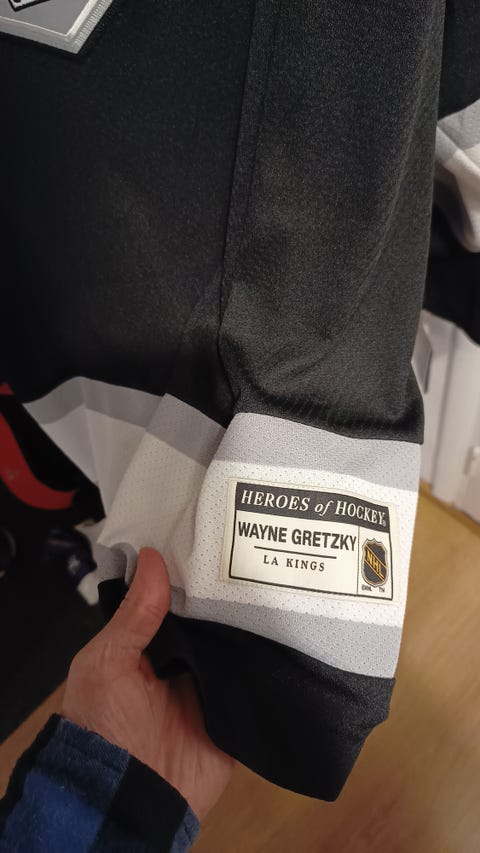 HEROES of HOCKEY®
WAYNE GRETZKY
LA KINGS
NHL